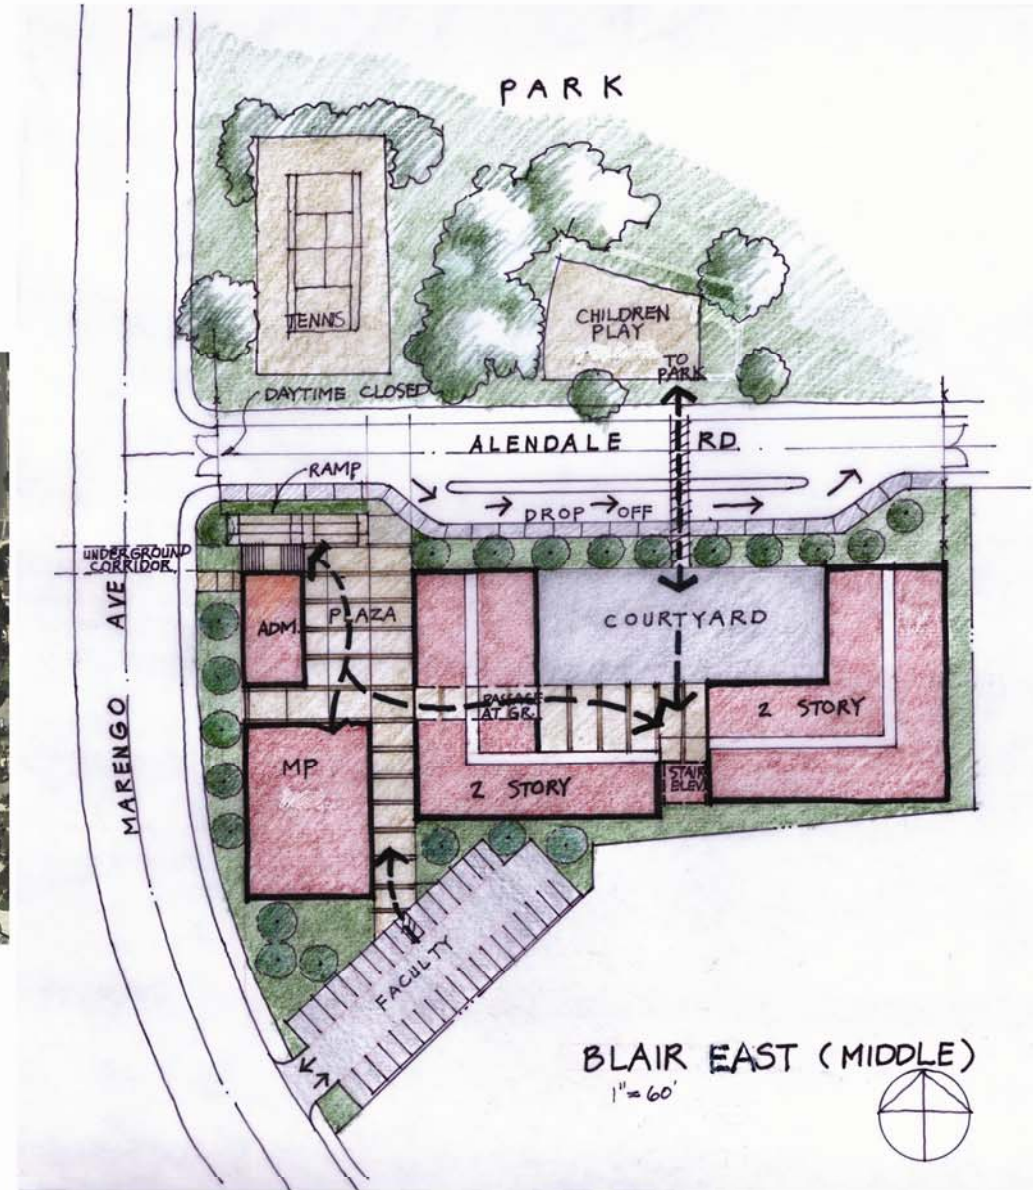 PARK
TENNIS
CHILDREN
PLAY
TO
PARK
DAYTIME CLOSED
ALENDALE RD.
RAMP
DROP OFF
UNDERGROUND
CORRIDOR
MARENGO AVE
ADM.
PLAZA
COURTYARD
PASSAGE
AT GR.
2 STORY
MP
2 STORY
STAIR
ELEV
FACULTY
BLAIR EAST (MIDDLE)
1" = 60'